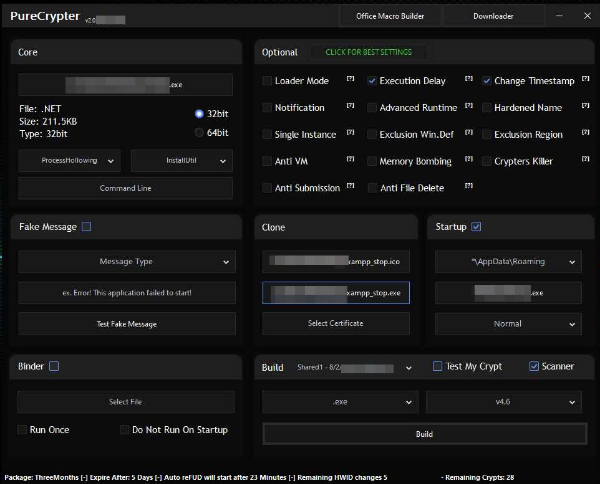 PureCrypter v2.0
Office Macro Builder
Downloader
Core
.exe
File: .NET
Size: 211.5KB
Type: 32bit
32bit
64bit
ProcessHollowing
InstallUtil
Command Line
Optional
CLICK FOR BEST SETTINGS
Loader Mode [?] Execution Delay [?] Change Timestamp [?]
Notification [?] Advanced Runtime [?] Hardened Name [?]
Single Instance [?] Exclusion Win.Def [?] Exclusion Region [?]
Anti VM [?] Memory Bombing [?] Crypters Killer [?]
Anti Submission [?] Anti File Delete [?]
Fake Message
Message Type
ex. Error! This application failed to start!
Test Fake Message
Clone
xampp_stop.ico
xampp_stop.exe
Select Certificate
Startup
"\AppData\Roaming
.exe
Normal
Binder
Select File
Run Once
Do Not Run On Startup
Build Shared1 - 8/2/
Test My Crypt
Scanner
.exe
v4.6
Build
Package: ThreeMonths [-] Expire After: 5 Days [-] Auto reFUD will start after 23 Minutes [-] Remaining HWID changes 5 - Remaining Crypts: 28